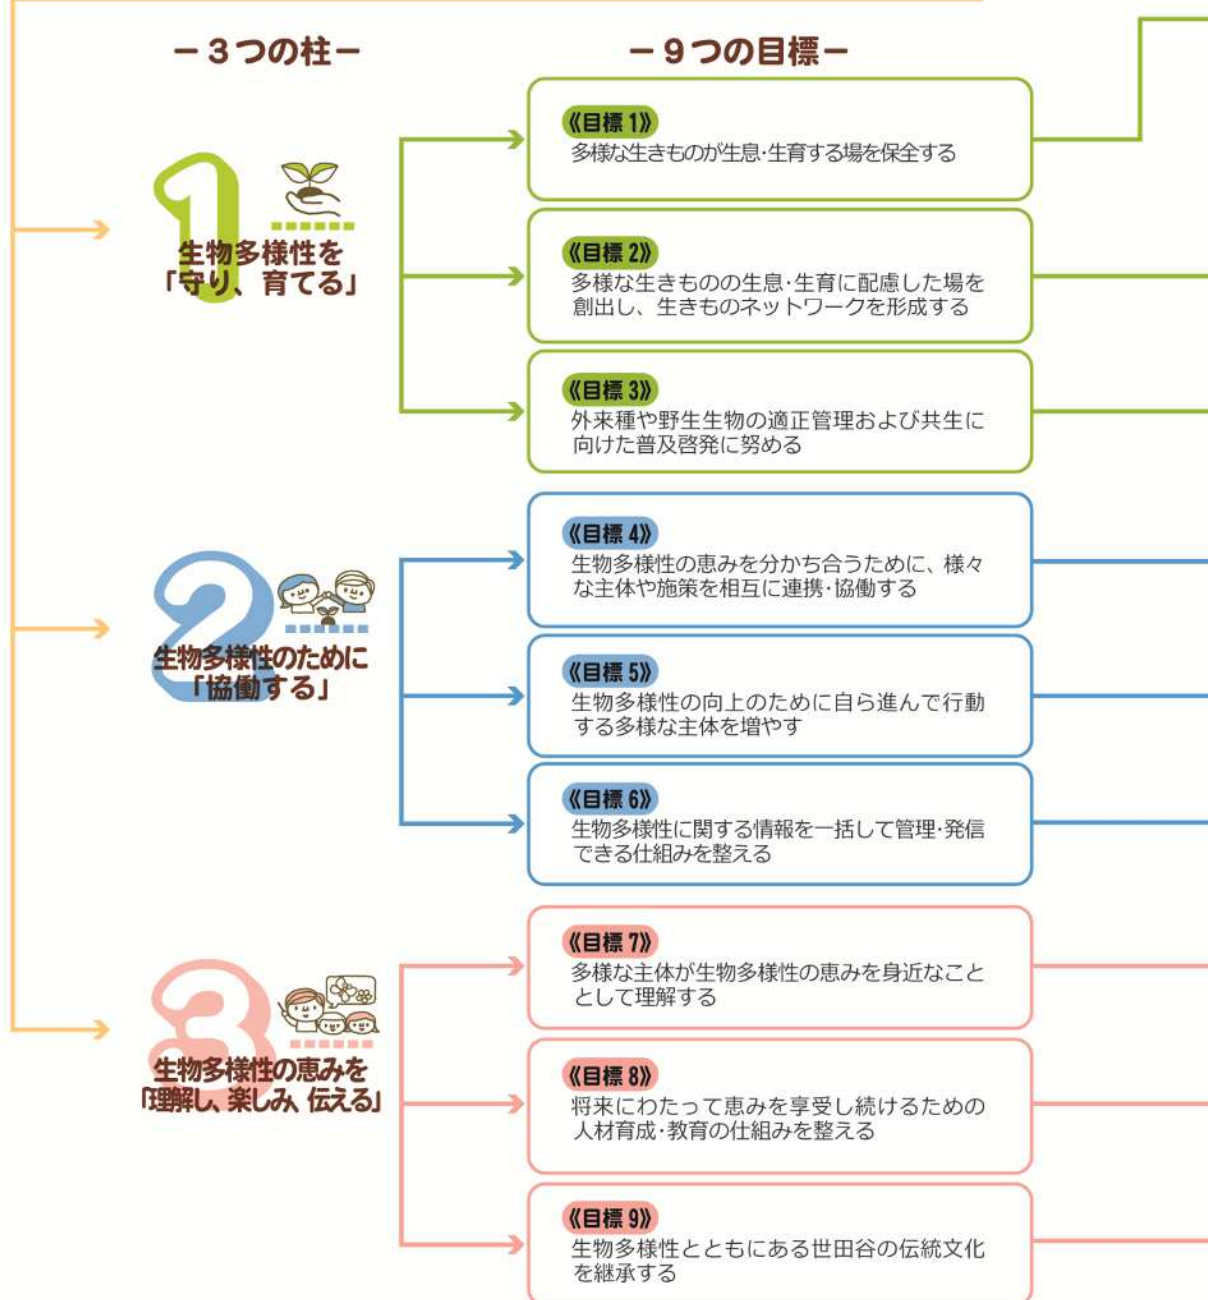 －３つの柱－
－９つの目標－
1
生物多様性を
「守り、育てる」
《目標 1》
多様な生きものが生息・生育する場を保全する
《目標 2》
多様な生きものの生息・生育に配慮した場を
創出し、生きものネットワークを形成する
《目標 3》
外来種や野生生物の適正管理および共生に
向けた普及啓発に努める
2
生物多様性のために
「協働する」
《目標 4》
生物多様性の恵みを分かち合うために、様々
な主体や施策を相互に連携・協働する
《目標 5》
生物多様性の向上のために自ら進んで行動
する多様な主体を増やす
《目標 6》
生物多様性に関する情報を一括して管理・発信
できる仕組みを整える
3
生物多様性の恵みを
「理解し、楽しみ、伝える」
《目標 7》
多様な主体が生物多様性の恵みを身近なこと
として理解する
《目標 8》
将来にわたって恵みを享受し続けるための
人材育成・教育の仕組みを整える
《目標 9》
生物多様性とともにある世田谷の伝統文化
を継承する